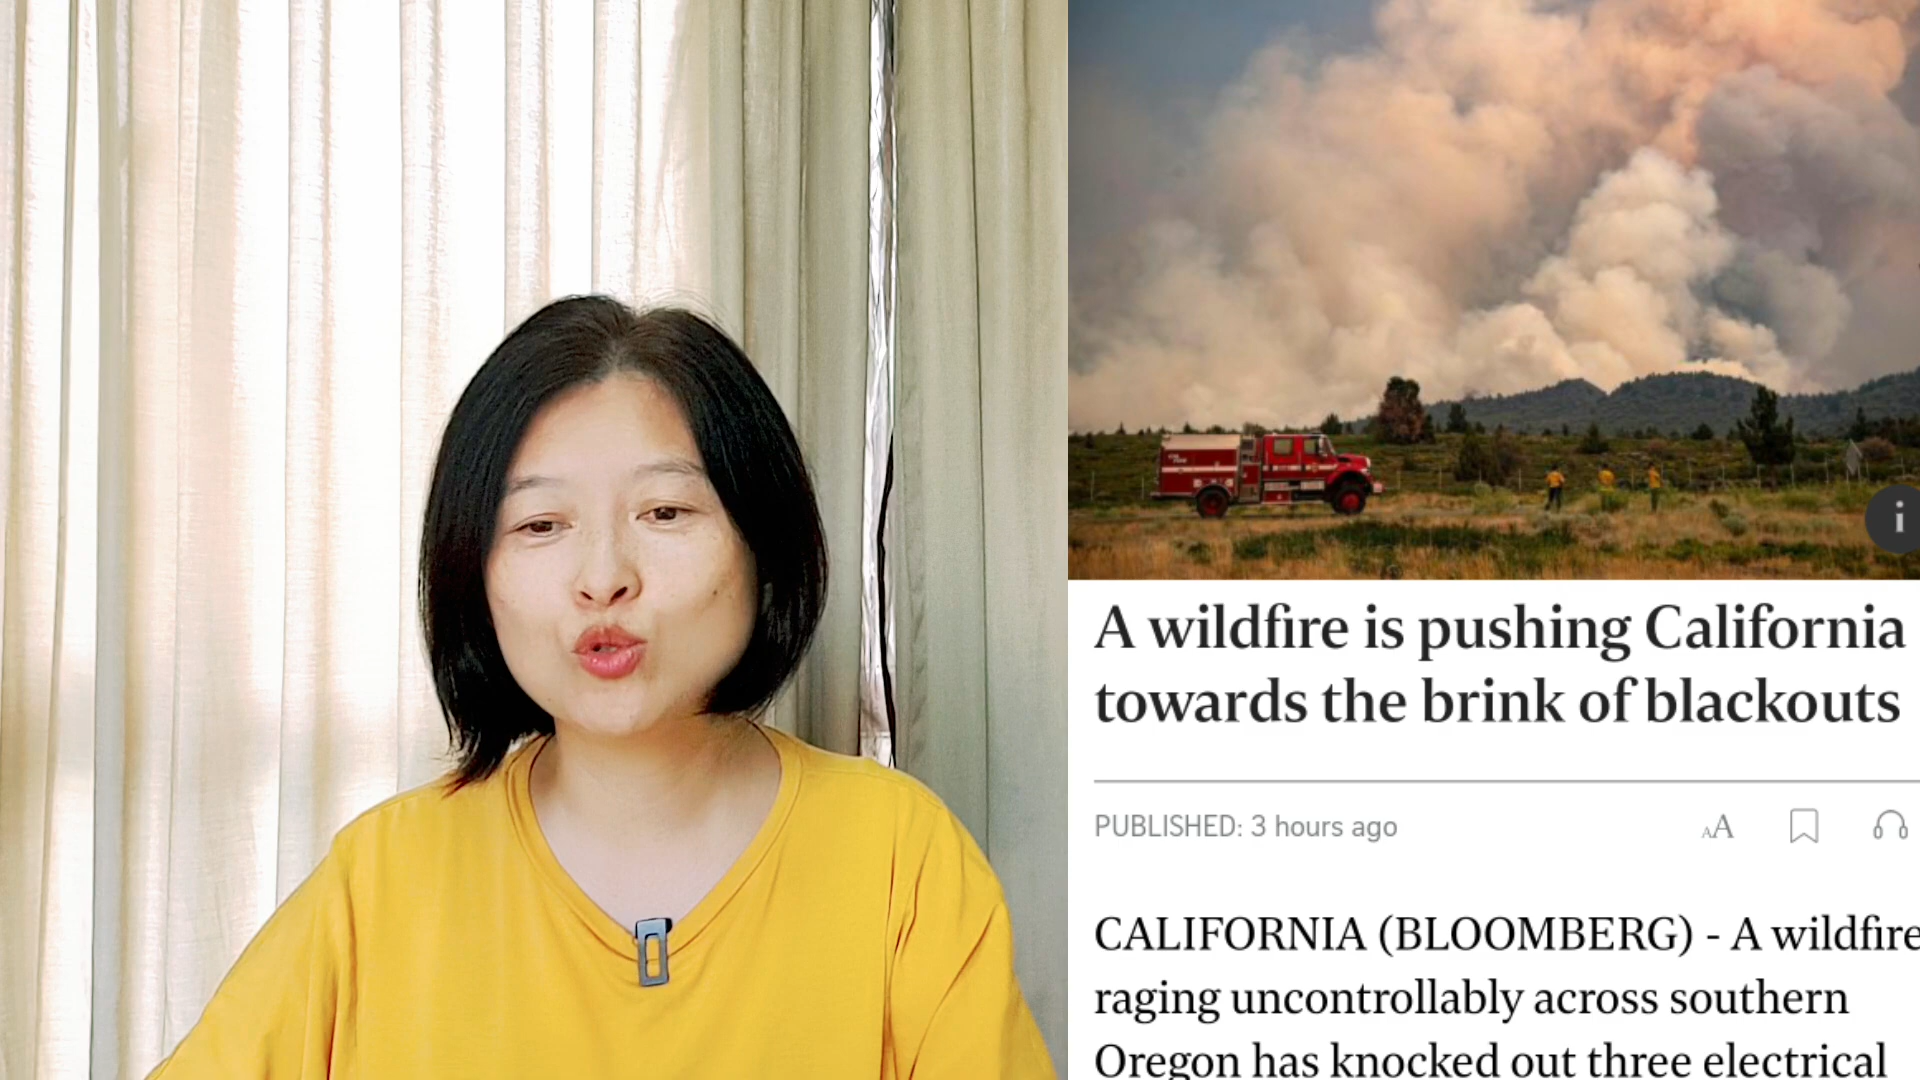 A wildfire is pushing California
towards the brink of blackouts
PUBLISHED: 3 hours ago
AA
CALIFORNIA (BLOOMBERG) - A wildfire
raging uncontrollably across southern
Oregon has knocked out three electrical